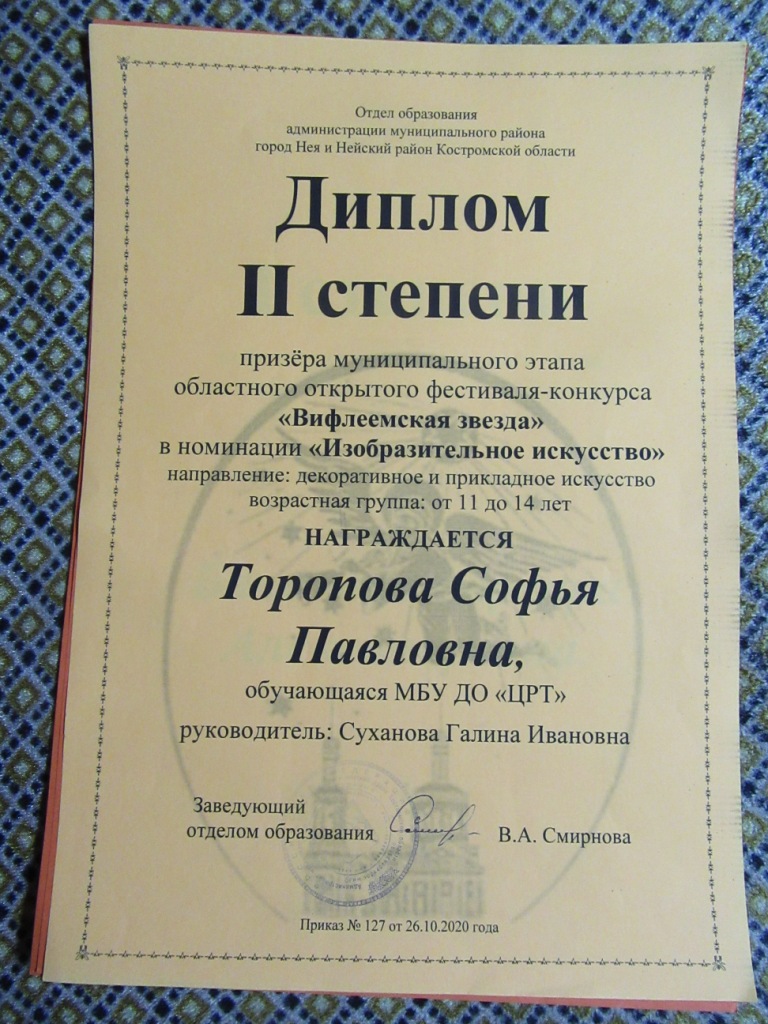 Отдел образования
администрации муниципального района
город Нея и Нейский район Костромской области
Диплом
II степени
призёра муниципального этапа
областного открытого фестиваля-конкурса
«Вифлеемская звезда»
в номинации «Изобразительное искусство»
направление: декоративное и прикладное искусство
возрастная группа: от 11 до 14 лет
НАГРАЖДАЕТСЯ
Торопова Софья
Павловна,
обучающаяся МБУ ДО «ЦРТ»
руководитель: Суханова Галина Ивановна
Заведующий
отделом образования В.А. Смирнова
Приказ № 127 от 26.10.2020 года